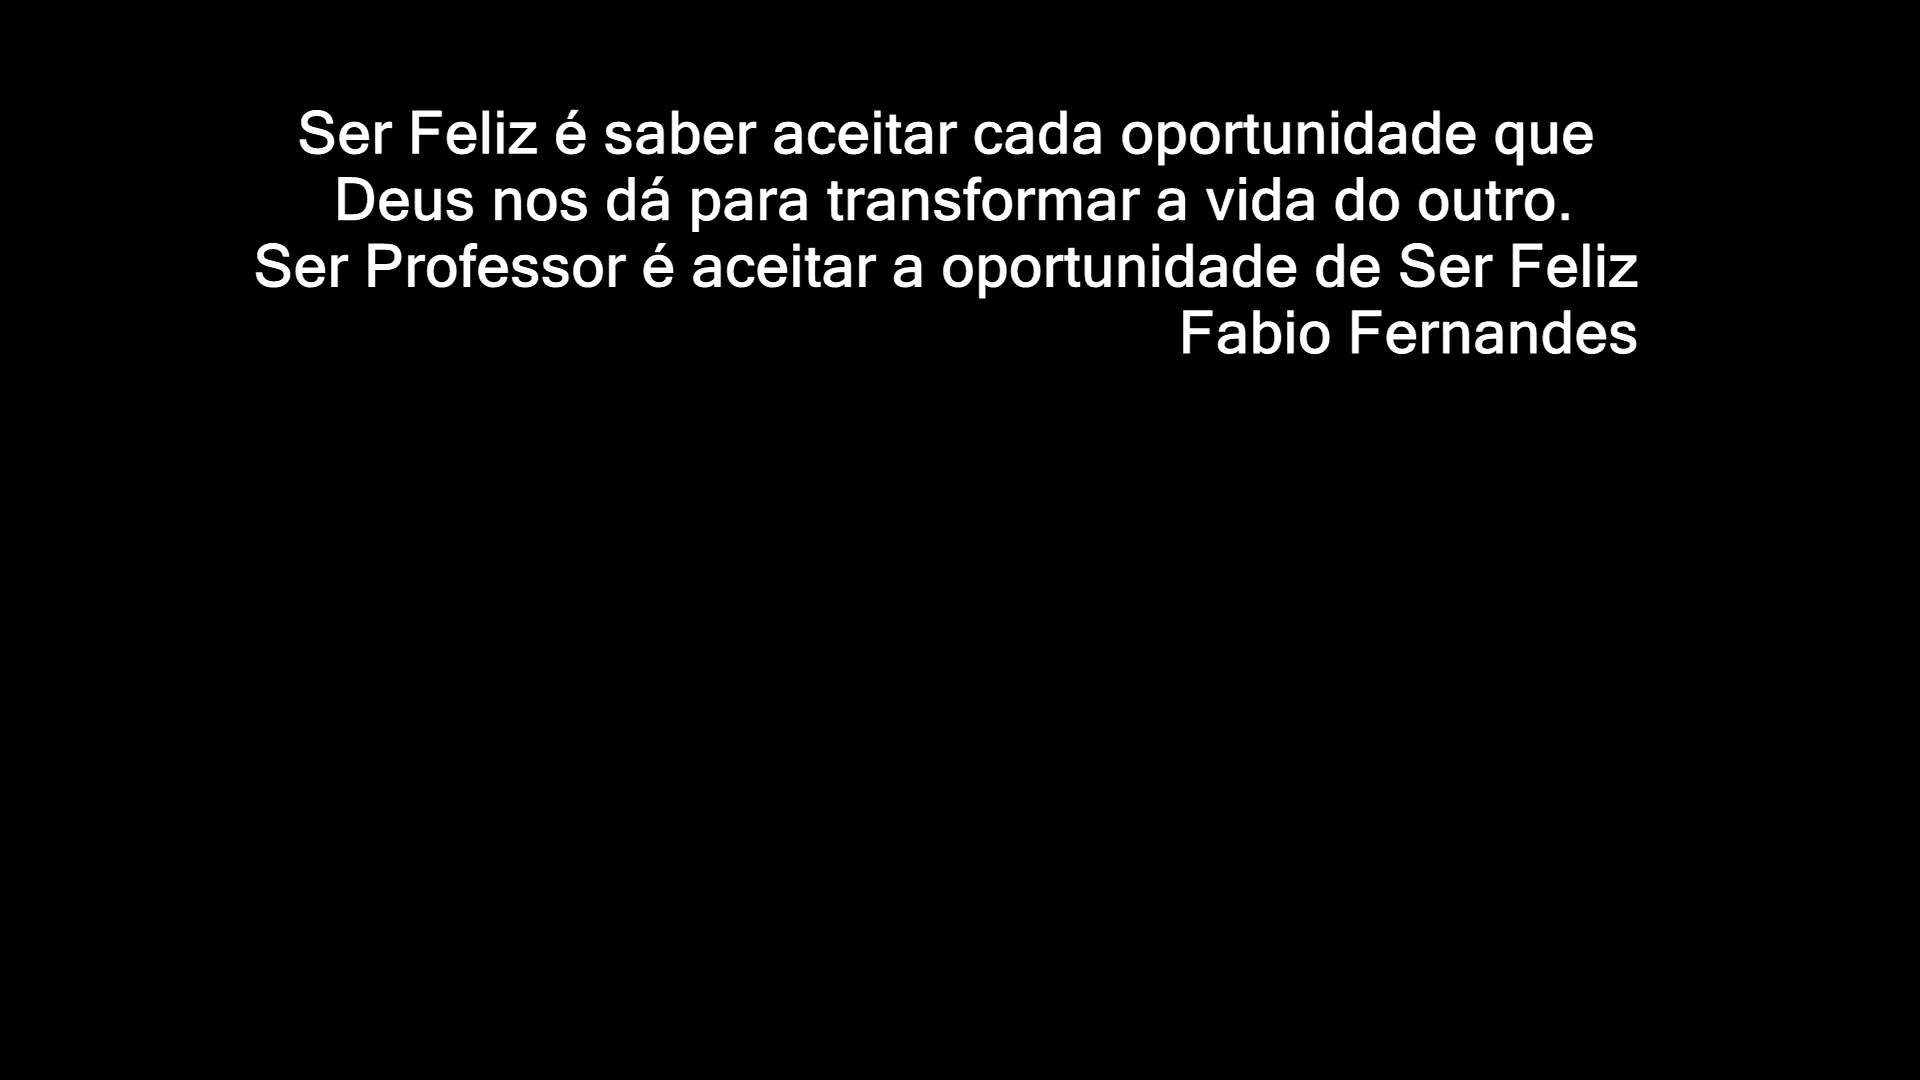 Ser Feliz é saber aceitar cada oportunidade que
Deus nos dá para transformar a vida do outro.
Ser Professor é aceitar a oportunidade de Ser Feliz
Fabio Fernandes